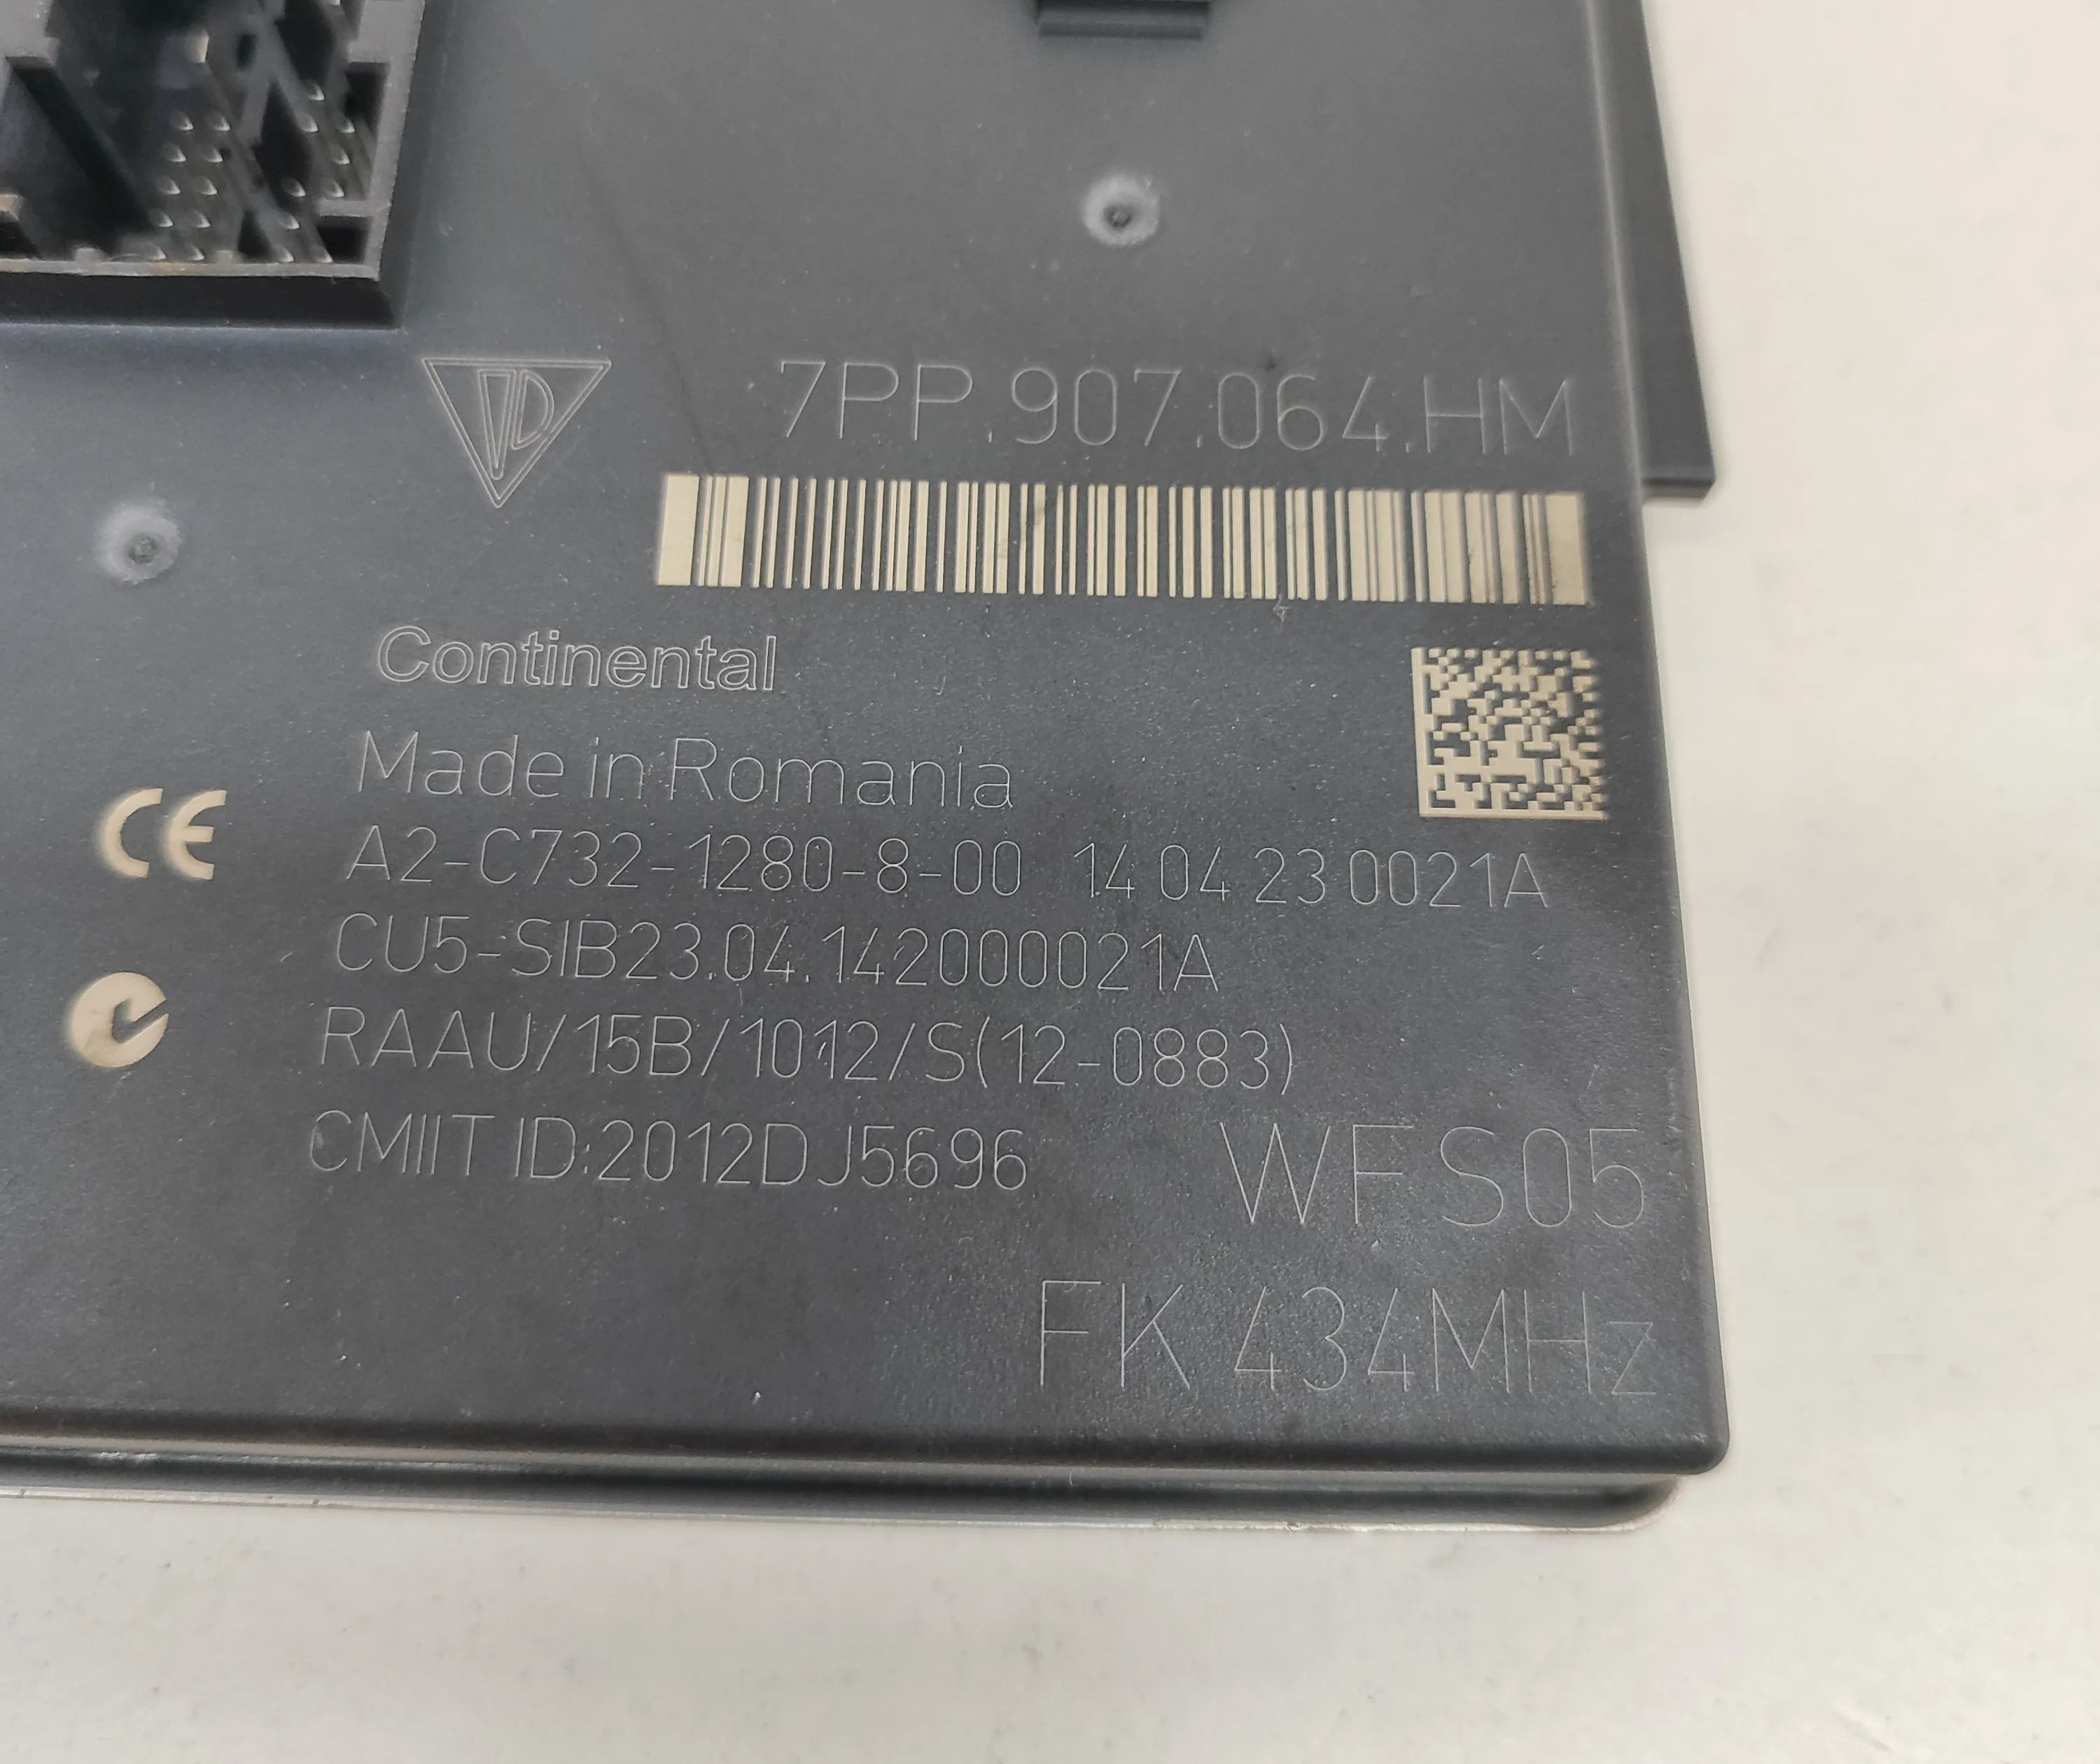 7PP.907.064.HM
Continental
Made in Romania
CE
A2-C732-1280-8-00 14 04 23 0021A
CU5-SIB23.04.142000021A
RAAU/15B/1012/S(12-0883)
CMIIT ID:2012DJ5696
WFS05
FK 434MHz